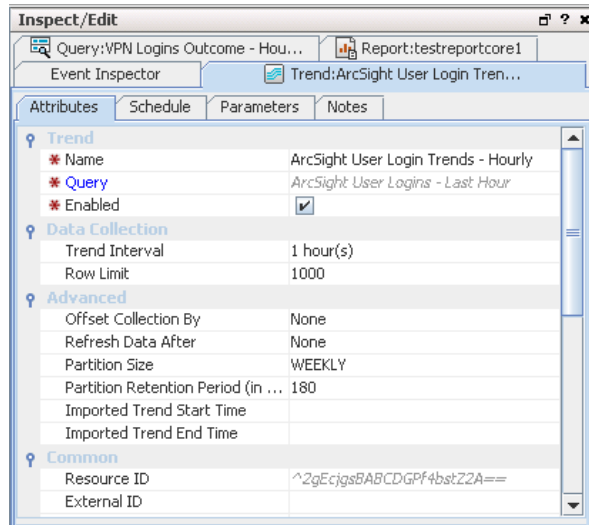 Inspect/Edit
Query:VPN Logins Outcome - Hou...
Report:testreportcore1
Event Inspector
Trend:ArcSight User Login Tren...
Attributes
Schedule
Parameters
Notes
Trend
* Name ArcSight User Login Trends - Hourly
* Query ArcSight User Logins - Last Hour
* Enabled
Data Collection
Trend Interval 1 hour(s)
Row Limit 1000
Advanced
Offset Collection By None
Refresh Data After None
Partition Size WEEKLY
Partition Retention Period (in ... 180
Imported Trend Start Time
Imported Trend End Time
Common
Resource ID ^2gEcjgsBABCDGPf4bstZ2A==
External ID